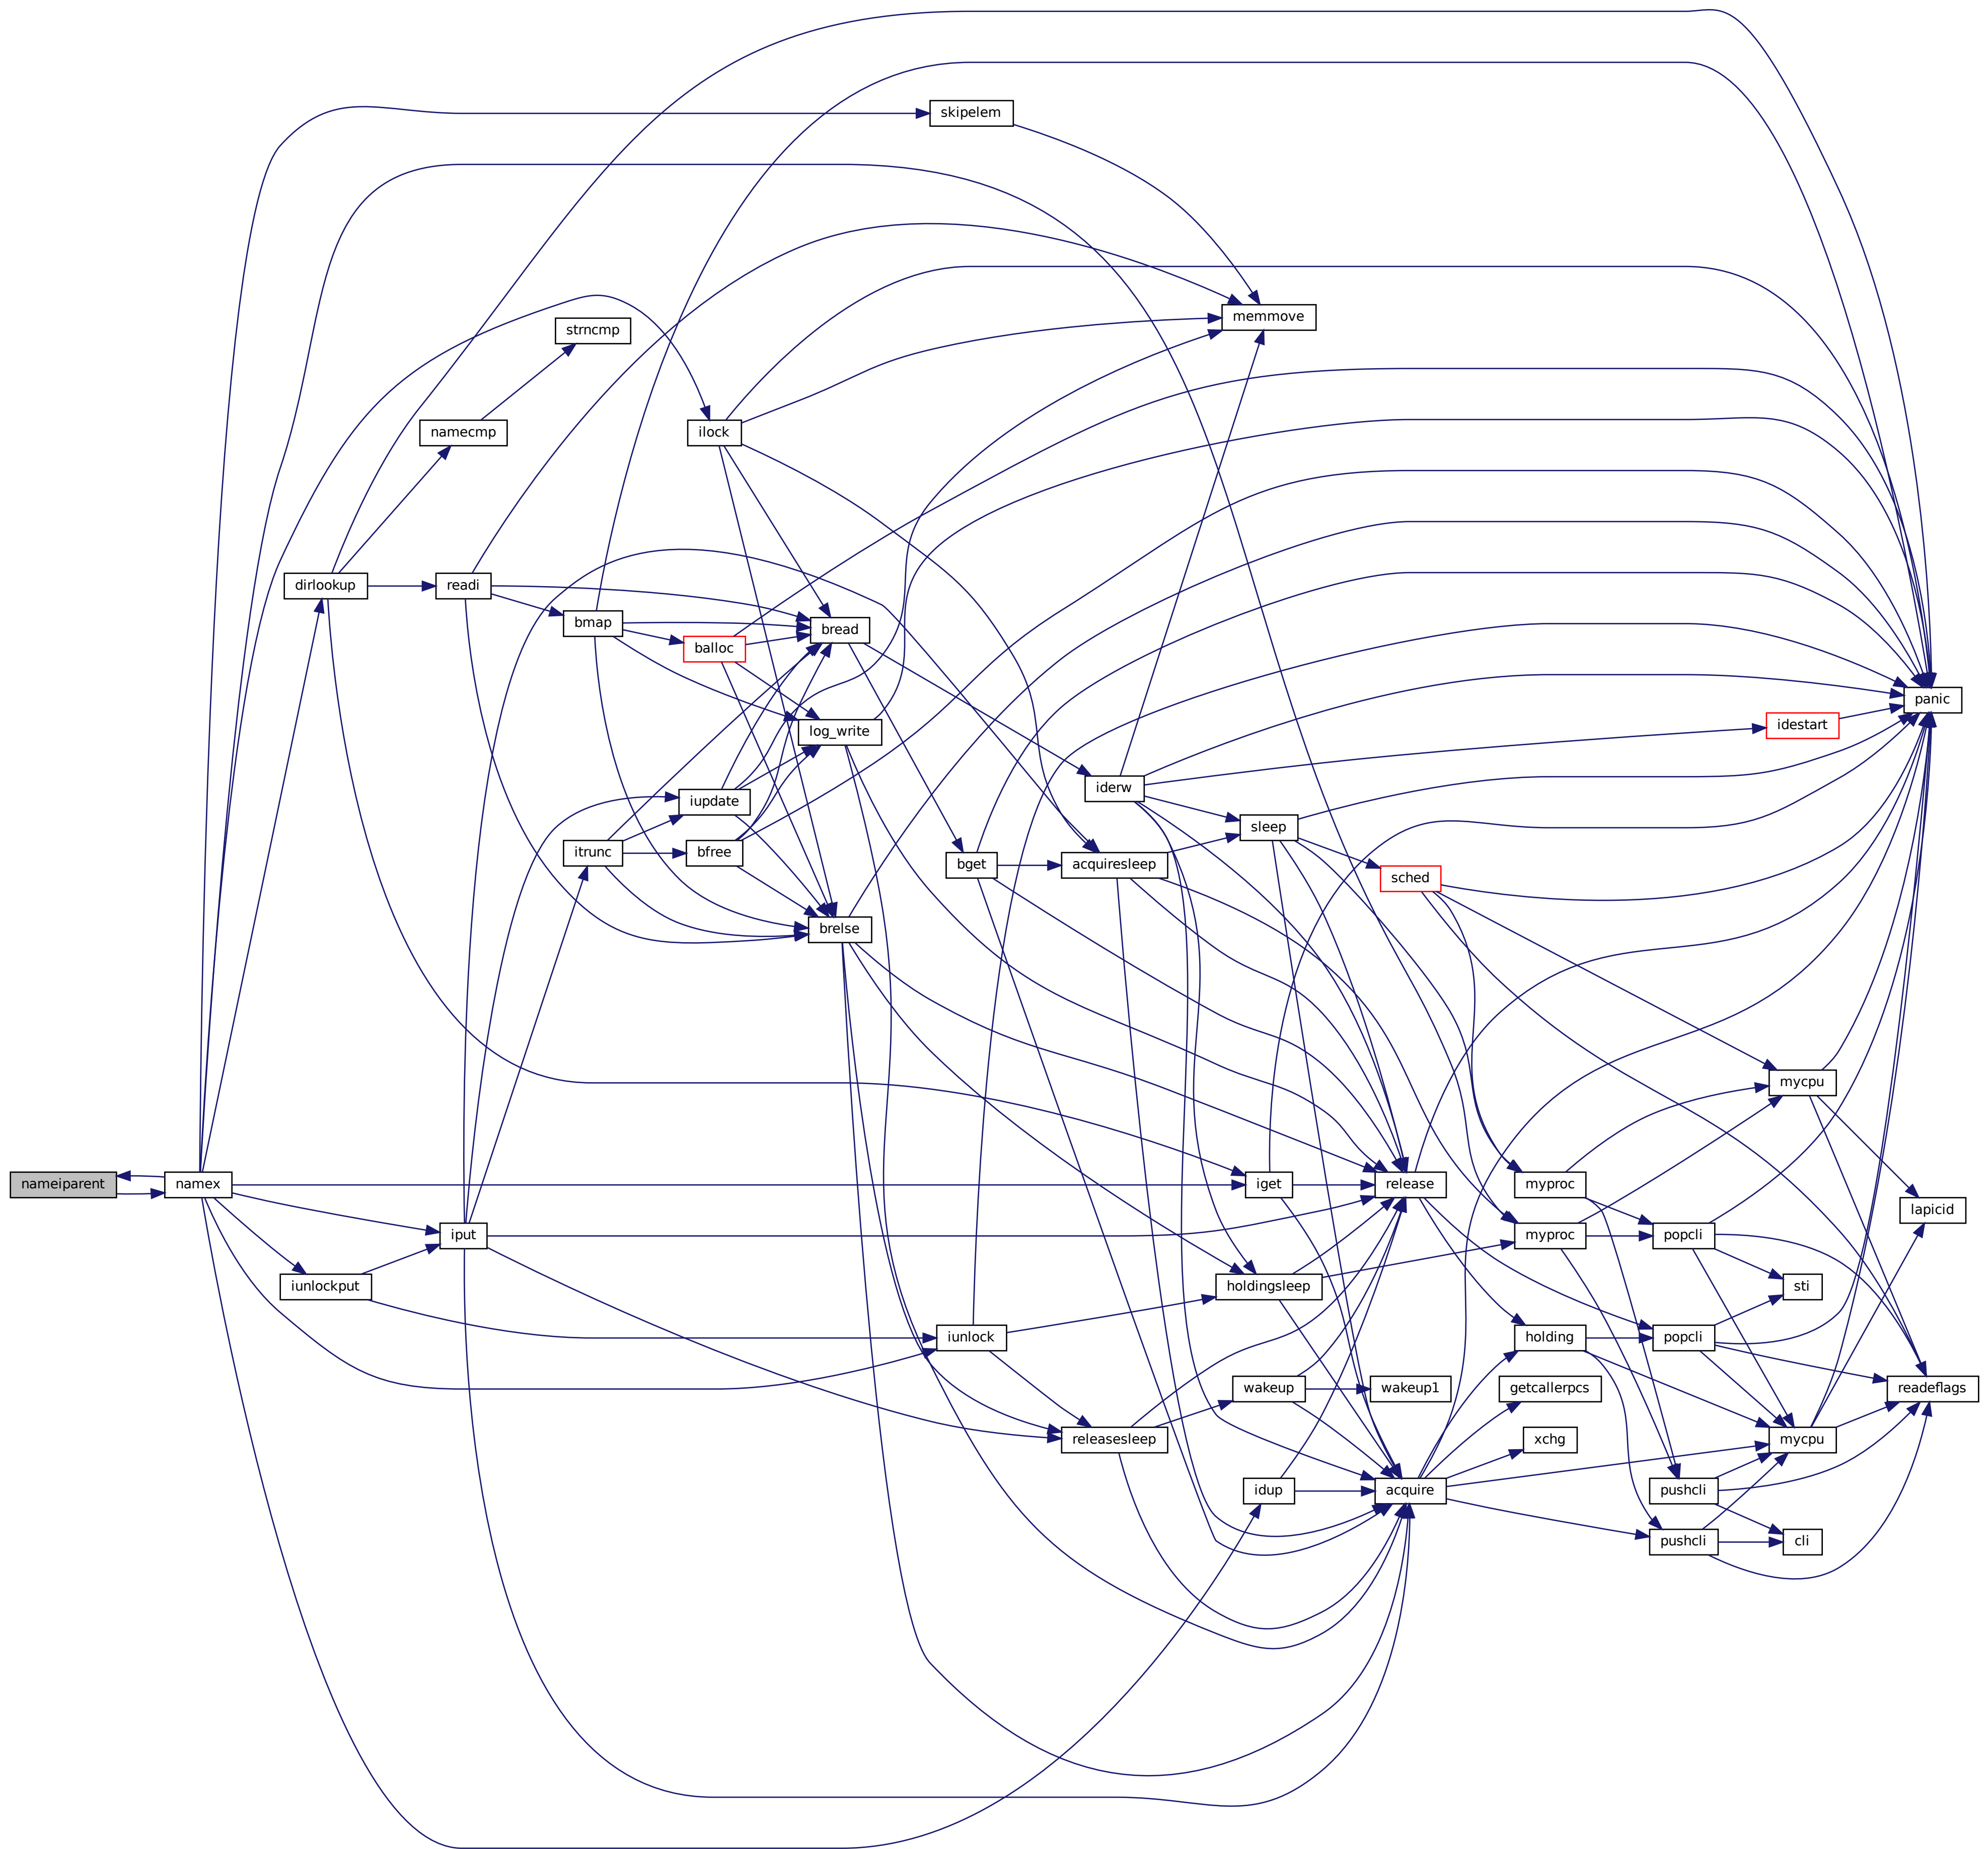 skipelem
memmove
strncmp
namecmp
ilock
dirlookup
readi
bmap
bread
balloc
panic
idestart
log_write
iderw
iupdate
sleep
itrunc
bfree
bget
acquiresleep
sched
brelse
mycpu
nameiparent
namex
iget
release
myproc
lapicid
iput
myproc
popcli
iunlockput
holdingsleep
sti
iunlock
holding
popcli
wakeup
wakeup1
getcallerpcs
readeflags
releasesleep
xchg
mycpu
idup
acquire
pushcli
pushcli
cli